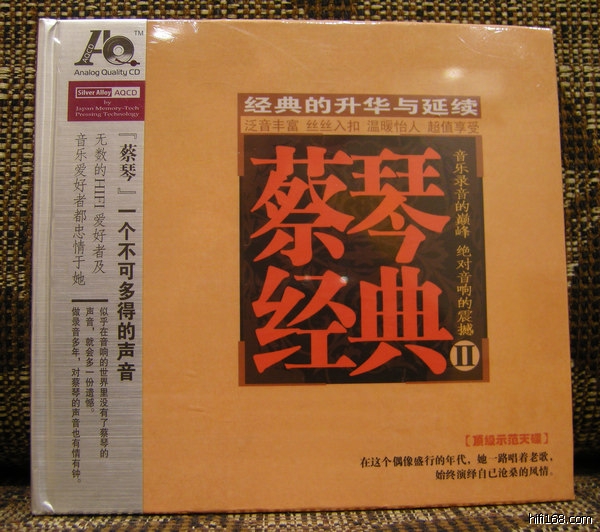 AQ
AQCD
TM
Analog Quality CD
Silver Alloy AQCD
by
Japan Memory-Tech
Pressing Technology
『蔡琴』一个不可多得的声音
无数的HIFI爱好者及
音乐爱好者都忠情于她
似乎在音响的世界里没有了蔡琴的
声音，就会多一份遗憾。
做录音多年，对蔡琴的声音也有情有钟。
经典的升华与延续
泛音丰富 丝丝入扣 温暖怡人 超值享受
蔡琴
经典
II
音乐录音的巅峰 绝对音响的震撼
【顶级示范天碟】
在这个偶像盛行的年代，她一路唱着老歌，
始终演绎自已沧桑的风情。
hifi168.com